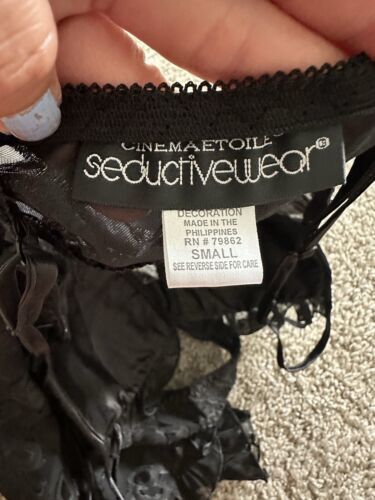 CINEMAETOILE
seductivewear®
DECORATION
MADE IN THE
PHILIPPINES
RN # 79862
SMALL
SEE REVERSE SIDE FOR CARE